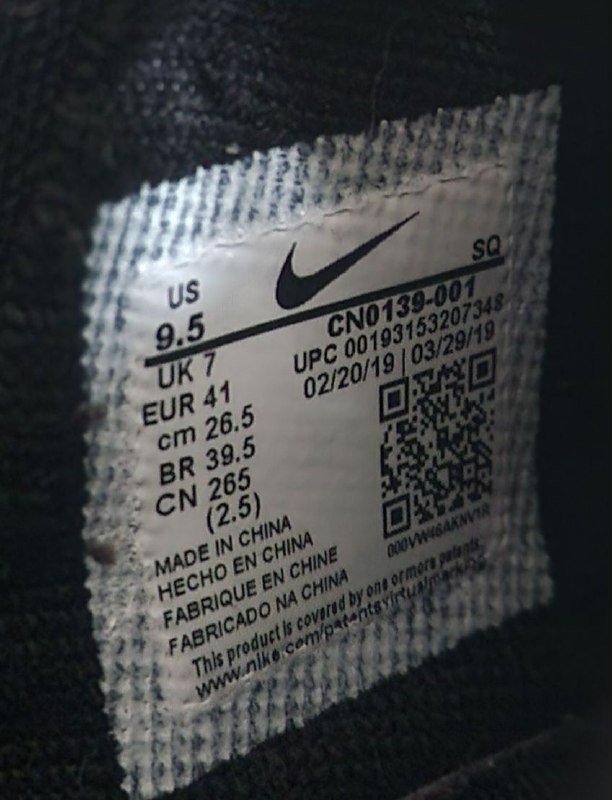 SQ
US
9.5
CN0139-001
UPC 00193153207348
02/20/19 | 03/29/19
UK 7
EUR 41
cm 26.5
BR 39.5
CN 265
(2.5)
000VW46AKNV1R
MADE IN CHINA
HECHO EN CHINA
FABRIQUE EN CHINE
FABRICADO NA CHINA
This product is covered by one or more patents.
www.nike.com/patentsvirtualmarking